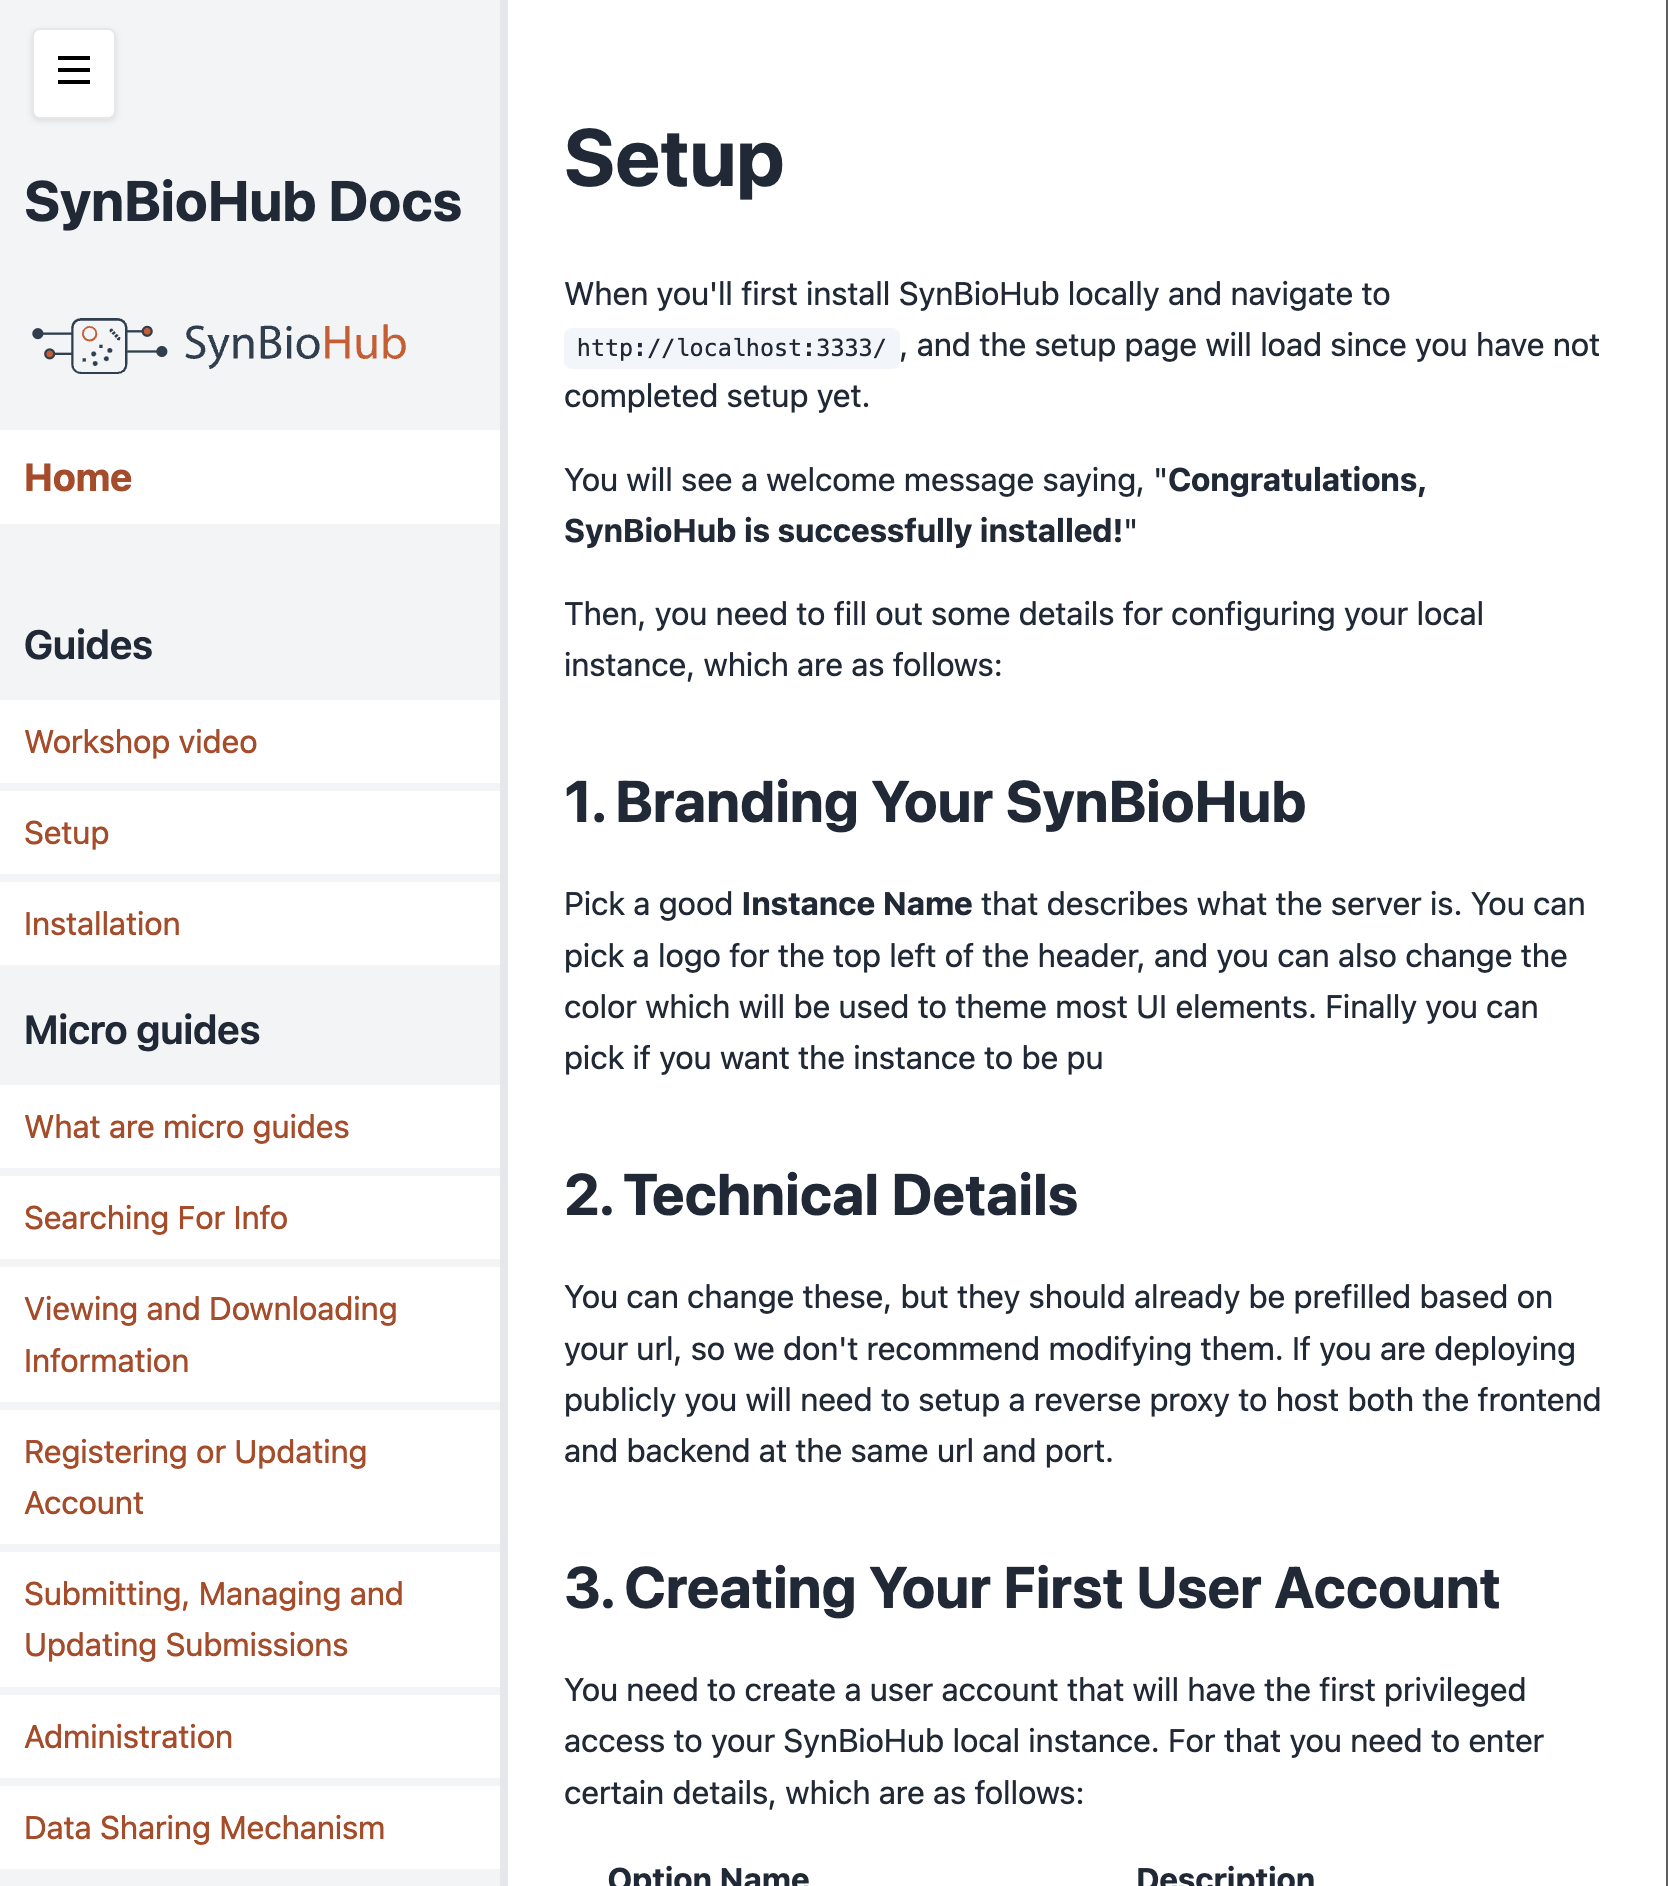 SynBioHub Docs
SynBioHub
Home
Guides
Workshop video
Setup
Installation
Micro guides
What are micro guides
Searching For Info
Viewing and Downloading
Information
Registering or Updating
Account
Submitting, Managing and
Updating Submissions
Administration
Data Sharing Mechanism
Setup
When you'll first install SynBioHub locally and navigate to
http://localhost:3333/ , and the setup page will load since you have not
completed setup yet.
You will see a welcome message saying, "Congratulations,
SynBioHub is successfully installed!"
Then, you need to fill out some details for configuring your local
instance, which are as follows:
1. Branding Your SynBioHub
Pick a good Instance Name that describes what the server is. You can
pick a logo for the top left of the header, and you can also change the
color which will be used to theme most UI elements. Finally you can
pick if you want the instance to be pu
2. Technical Details
You can change these, but they should already be prefilled based on
your url, so we don't recommend modifying them. If you are deploying
publicly you will need to setup a reverse proxy to host both the frontend
and backend at the same url and port.
3. Creating Your First User Account
You need to create a user account that will have the first privileged
access to your SynBioHub local instance. For that you need to enter
certain details, which are as follows:
Option Name Description